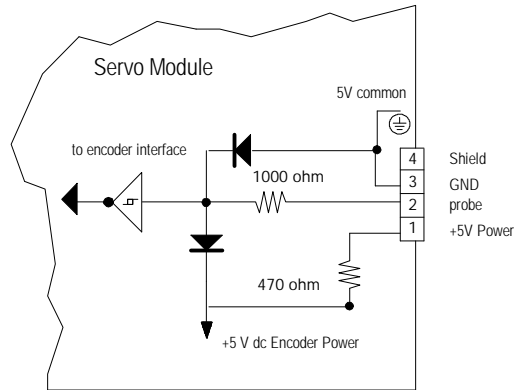 Servo Module
5V common
to encoder interface
4 Shield
1000 ohm
3 GND
2 probe
1 +5V Power
470 ohm
+5 V dc Encoder Power